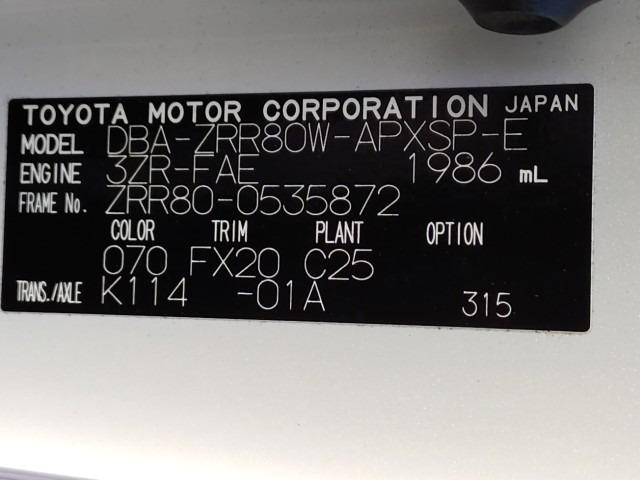 TOYOTA MOTOR CORPORATION JAPAN
MODEL DBA-ZRR80W-APXSP-E
ENGINE 3ZR-FAE 1986 mL
FRAME No. ZRR80-0535872
COLOR TRIM PLANT OPTION
070 FX20 C25
TRANS./AXLE K114 -01A 315